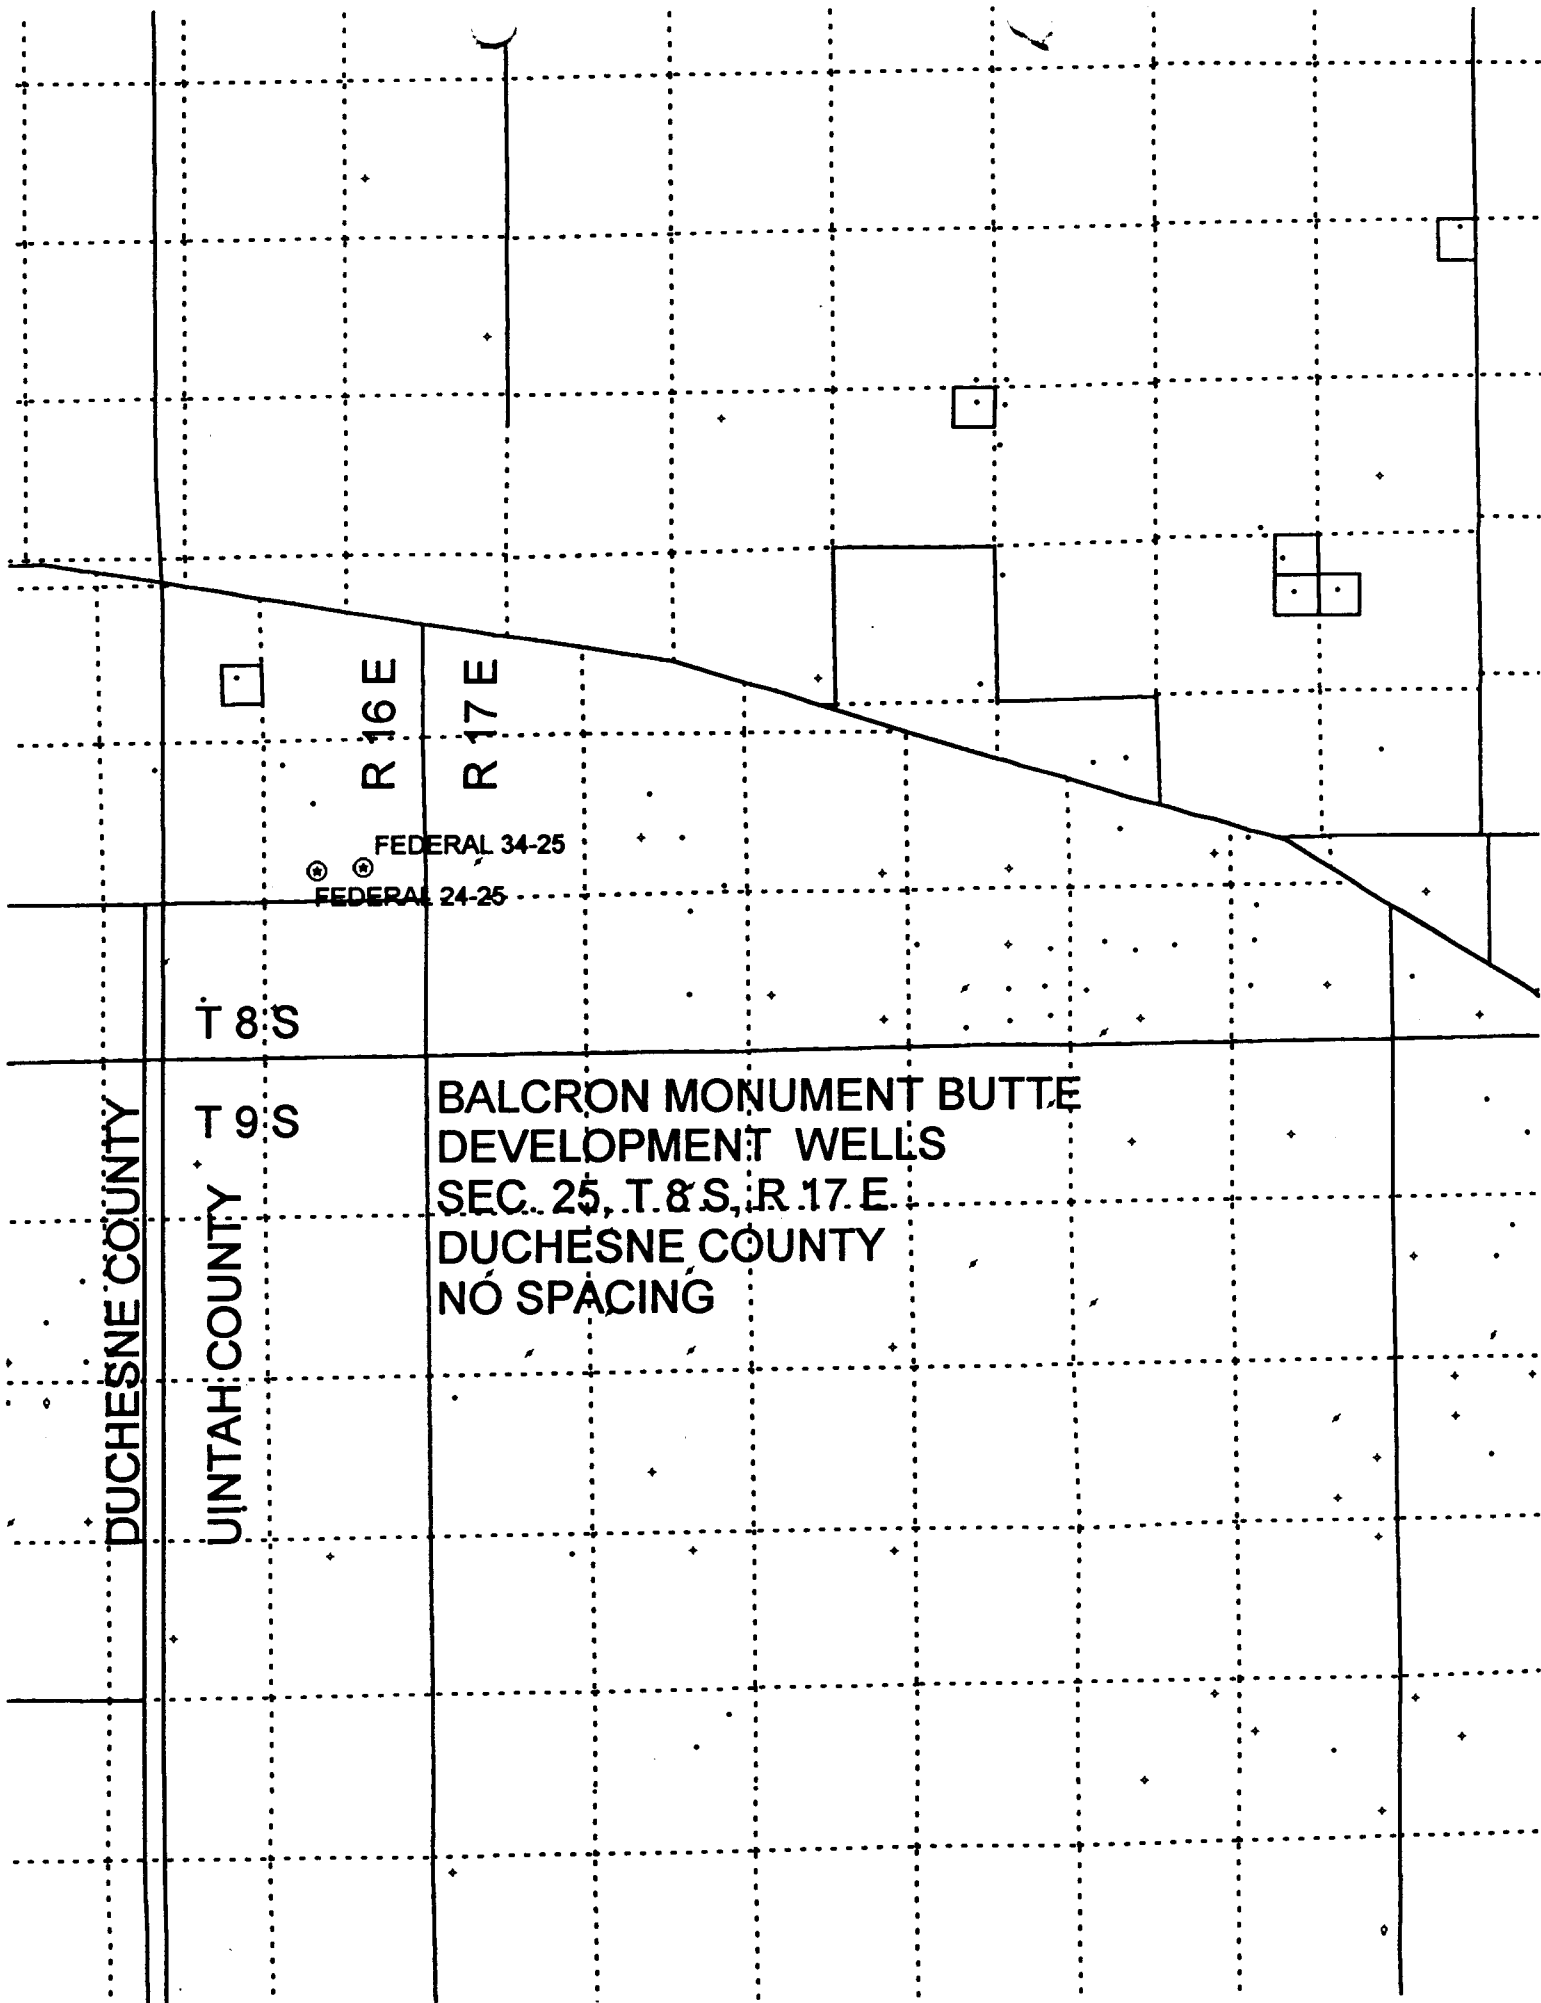 R 16 E
R 17 E
FEDERAL 34-25
FEDERAL 24-25
T 8 S
T 9 S
DUCHESNE COUNTY
UINTAH COUNTY
BALCRON MONUMENT BUTTE
DEVELOPMENT WELLS
SEC. 25, T. 8 S, R. 17 E
DUCHESNE COUNTY
NO SPACING